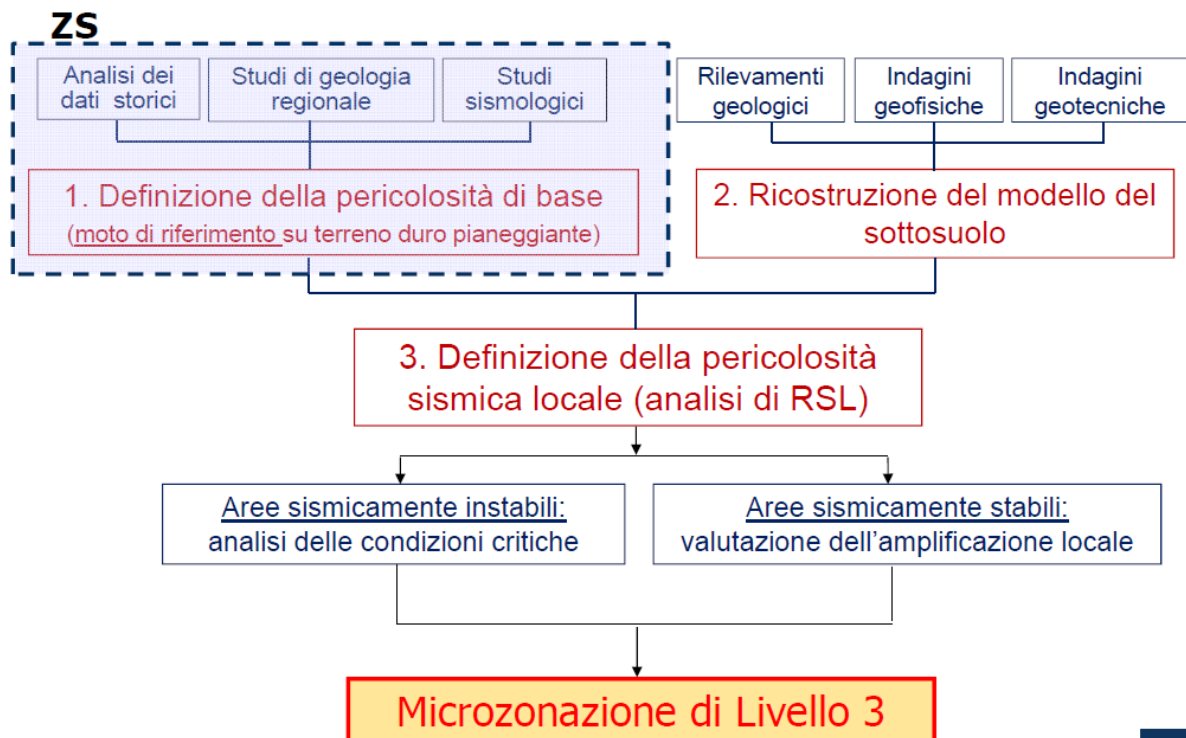 ZS
Analisi dei
dati storici
Studi di geologia
regionale
Studi
sismologici
Rilevamenti
geologici
Indagini
geofisiche
Indagini
geotecniche
1. Definizione della pericolosità di base
(moto di riferimento su terreno duro pianeggiante)
2. Ricostruzione del modello del
sottosuolo
3. Definizione della pericolosità
sismica locale (analisi di RSL)
Aree sismicamente instabili:
analisi delle condizioni critiche
Aree sismicamente stabili:
valutazione dell'amplificazione locale
Microzonazione di Livello 3